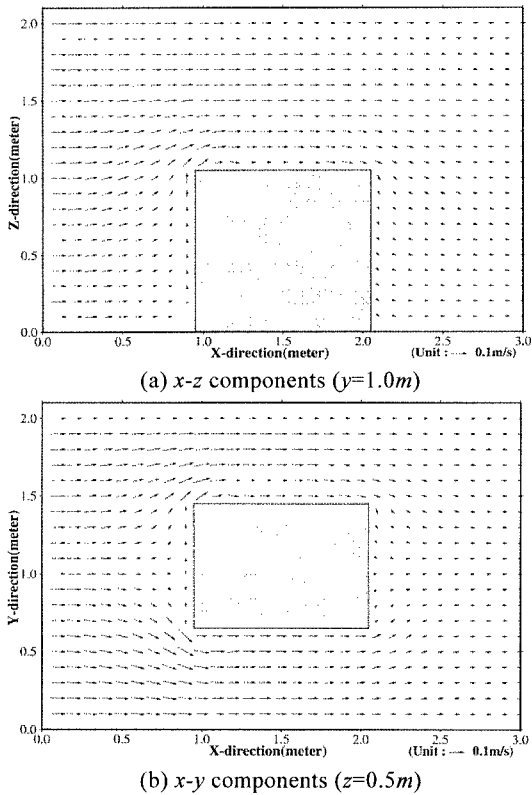 2.0
1.5
Z-direction(meter)
1.0
0.5
0.0
0.0 0.5 1.0 1.5 2.0 2.5 3.0
X-direction(meter) (Unit : → 0.1m/s)
(a) x-z components (y=1.0m)
2.0
1.5
Y-direction(meter)
1.0
0.5
0.0
0.0 0.5 1.0 1.5 2.0 2.5 3.0
X-direction(meter) (Unit : → 0.1m/s)
(b) x-y components (z=0.5m)